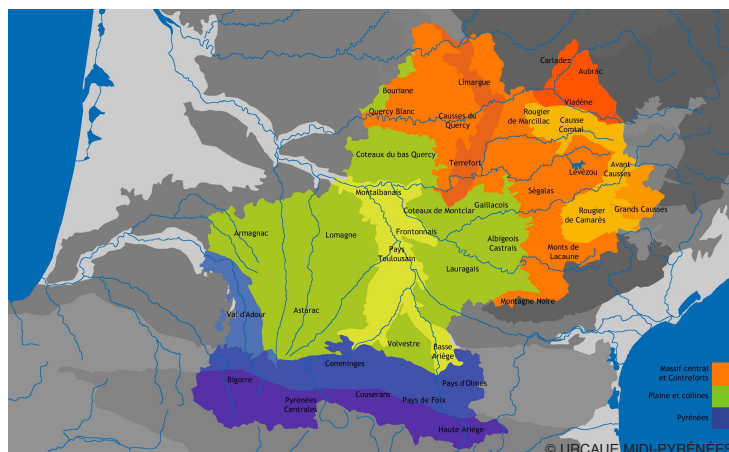 Carladez
Aubrac
Limargue
Bouriane
Viadène
Quercy Blanc
Causses du
Quercy
Rougier
de Marcillac
Causse
Comtal
Coteaux du bas Quercy
Terrefort
Lévézou
Avant
Causses
Montalbanais
Ségalas
Gaillacois
Coteaux de Montclar
Rougier
de Camarès
Grands Causses
Armagnac
Lomagne
Frontonnais
Albigeois
Castrais
Pays
Toulousain
Monts de
Lacaune
Lauragais
Montagne Noire
Val d'Adour
Astarac
Volvestre
Basse
Ariège
Comminges
Bigorre
Pays d'Olmes
Couserans
Pyrénées
Centrales
Pays de Foix
Haute Ariège
Massif central
et Contreforts
Plaine et collines
Pyrénées
© URCAUE MIDI-PYRÉNÉES